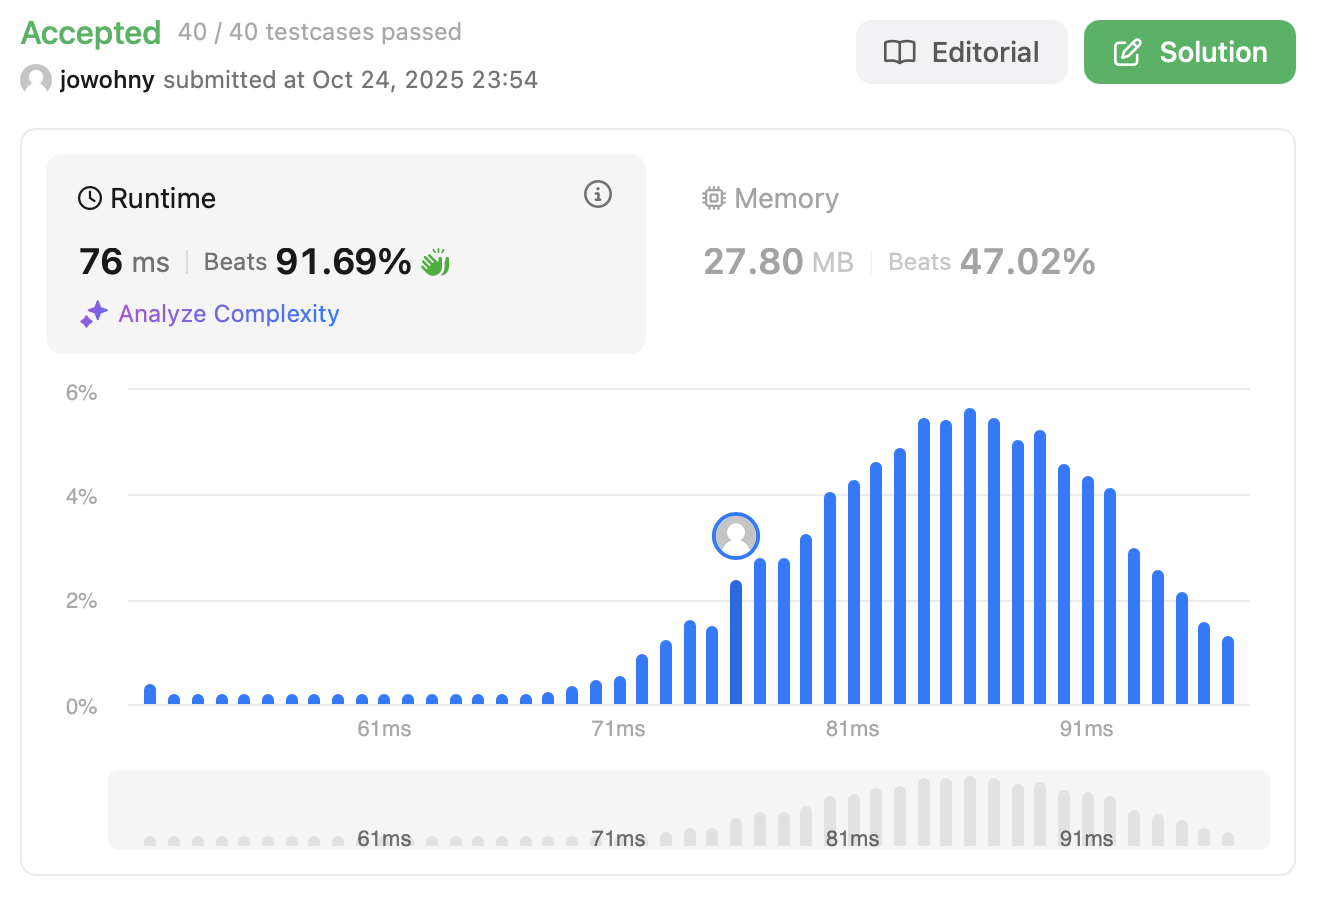 Accepted 40 / 40 testcases passed
jowohny submitted at Oct 24, 2025 23:54
Editorial
Solution
Runtime
76 ms Beats 91.69%
Analyze Complexity
Memory
27.80 MB Beats 47.02%
6%
4%
2%
0%
61ms 71ms 81ms 91ms
61ms 71ms 81ms 91ms